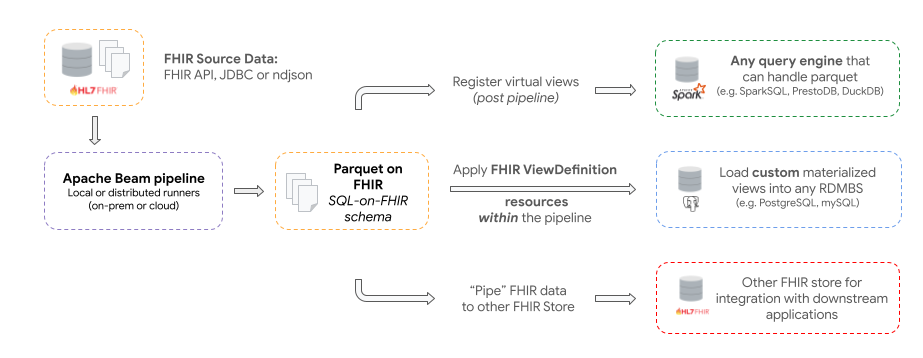 FHIR Source Data:
FHIR API, JDBC or ndjson
HL7 FHIR
Apache Beam pipeline
Local or distributed runners
(on-prem or cloud)
Parquet on
FHIR
SQL-on-FHIR
schema
Register virtual views
(post pipeline)
Any query engine that
can handle parquet
(e.g. SparkSQL, PrestoDB, DuckDB)
APACHE
Spark
Apply FHIR ViewDefinition
resources
within the pipeline
Load custom materialized
views into any RDMBS
(e.g. PostgreSQL, mySQL)
"Pipe" FHIR data
to other FHIR Store
Other FHIR store for
integration with downstream
applications
HL7 FHIR